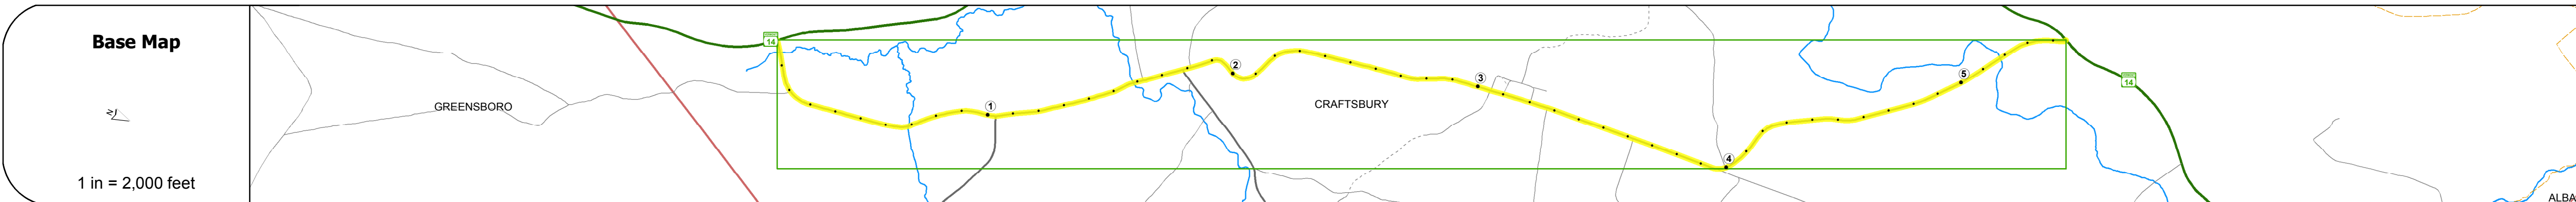 Base Map
N
1 in = 2,000 feet
GREENSBORO
14
1
2
CRAFTSBURY
3
4
5
14
ALBA